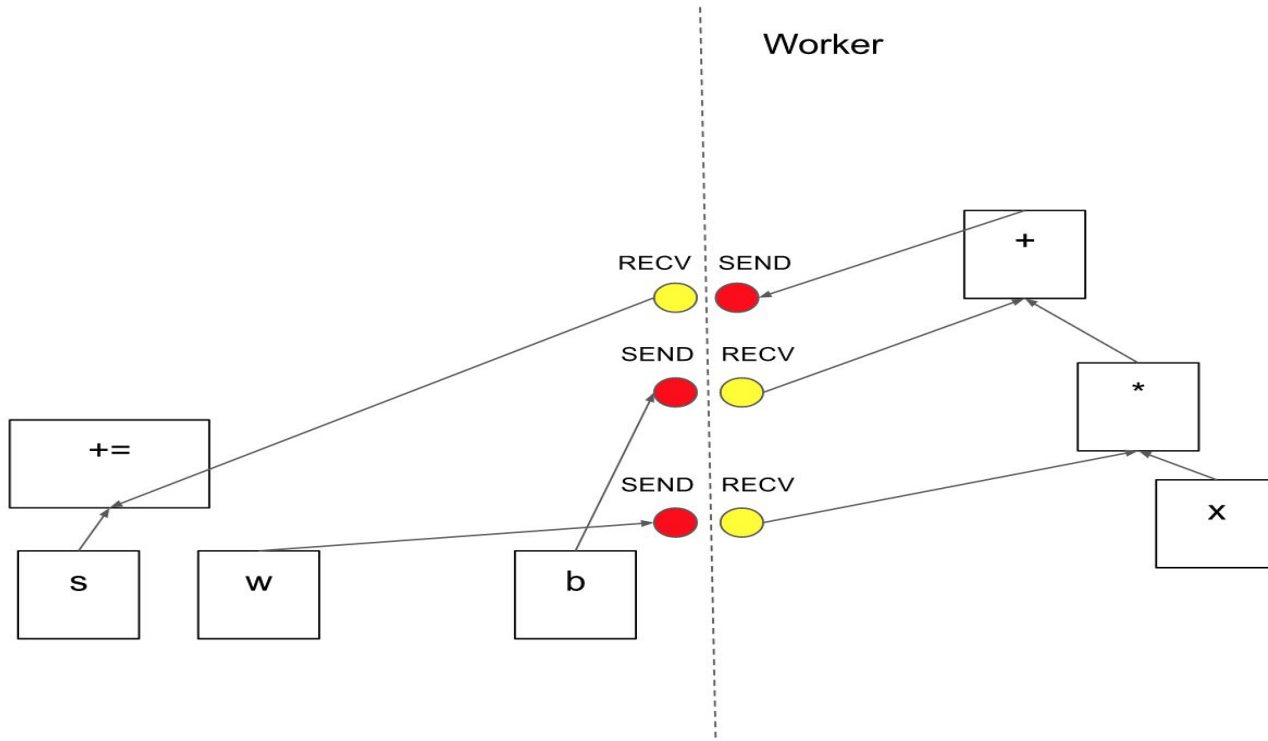 Worker
+
RECV SEND
SEND RECV
*
+=
SEND RECV
x
s w b